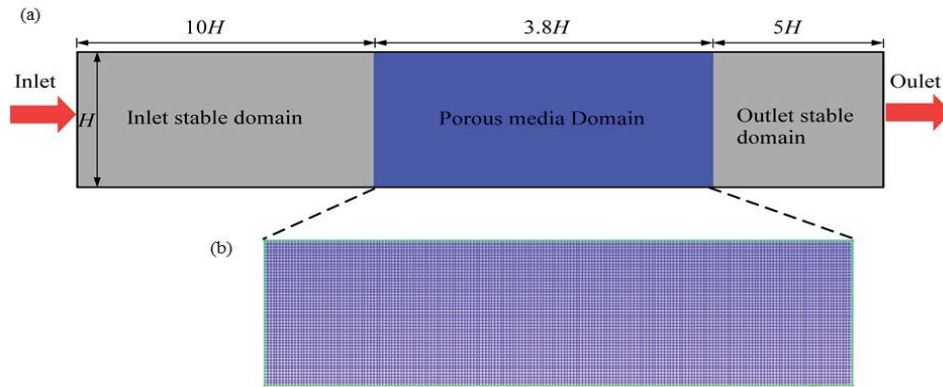 (a)
10H
3.8H
5H
Inlet
Oulet
H
Inlet stable domain
Porous media Domain
Outlet stable
domain
(b)